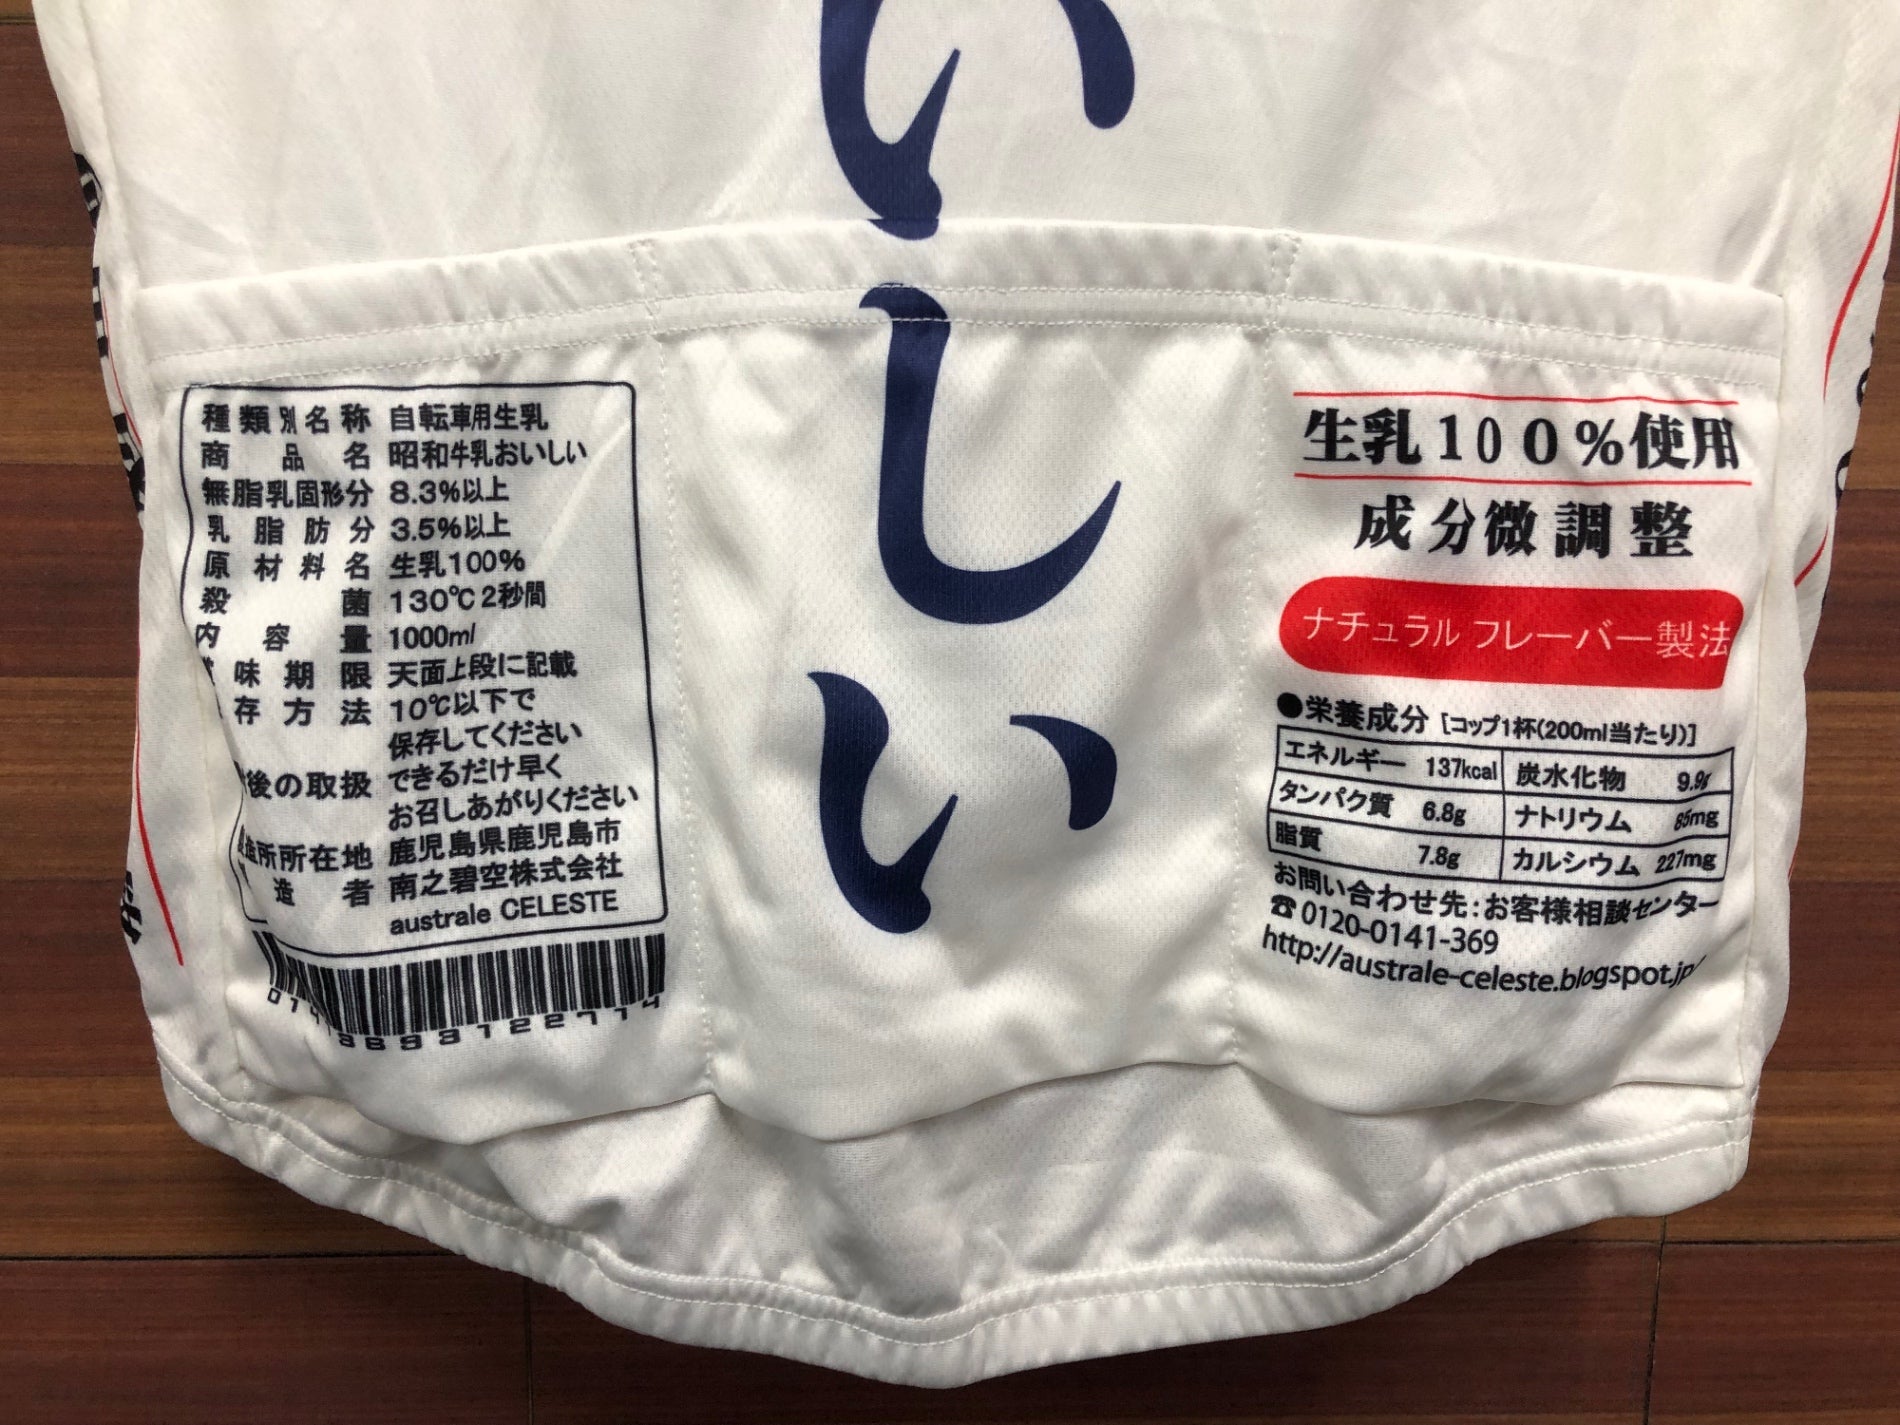 いしい
種類別名称 自転車用生乳
商品名 昭和牛乳おいしい
無脂乳固形分 8.3%以上
乳脂肪分 3.5%以上
原材料名 生乳100%
殺菌 130℃2秒間
内容量 1000ml
味期限 天面上段に記載
存方法 10℃以下で
保存してください
後の取扱 できるだけ早く
お召しあがりください
造所所在地 鹿児島県鹿児島市
造者 南之碧空株式会社
australe CELESTE
生乳100%使用
成分微調整
ナチュラルフレーバー製法
●栄養成分 [コップ1杯(200ml当たり)]
エネルギー 137kcal 炭水化物 9.9g
タンパク質 6.8g ナトリウム 85mg
脂質 7.8g カルシウム 227mg
お問い合わせ先:お客様相談センター
☎0120-0141-369
http://australe-celeste.blogspot.jp/